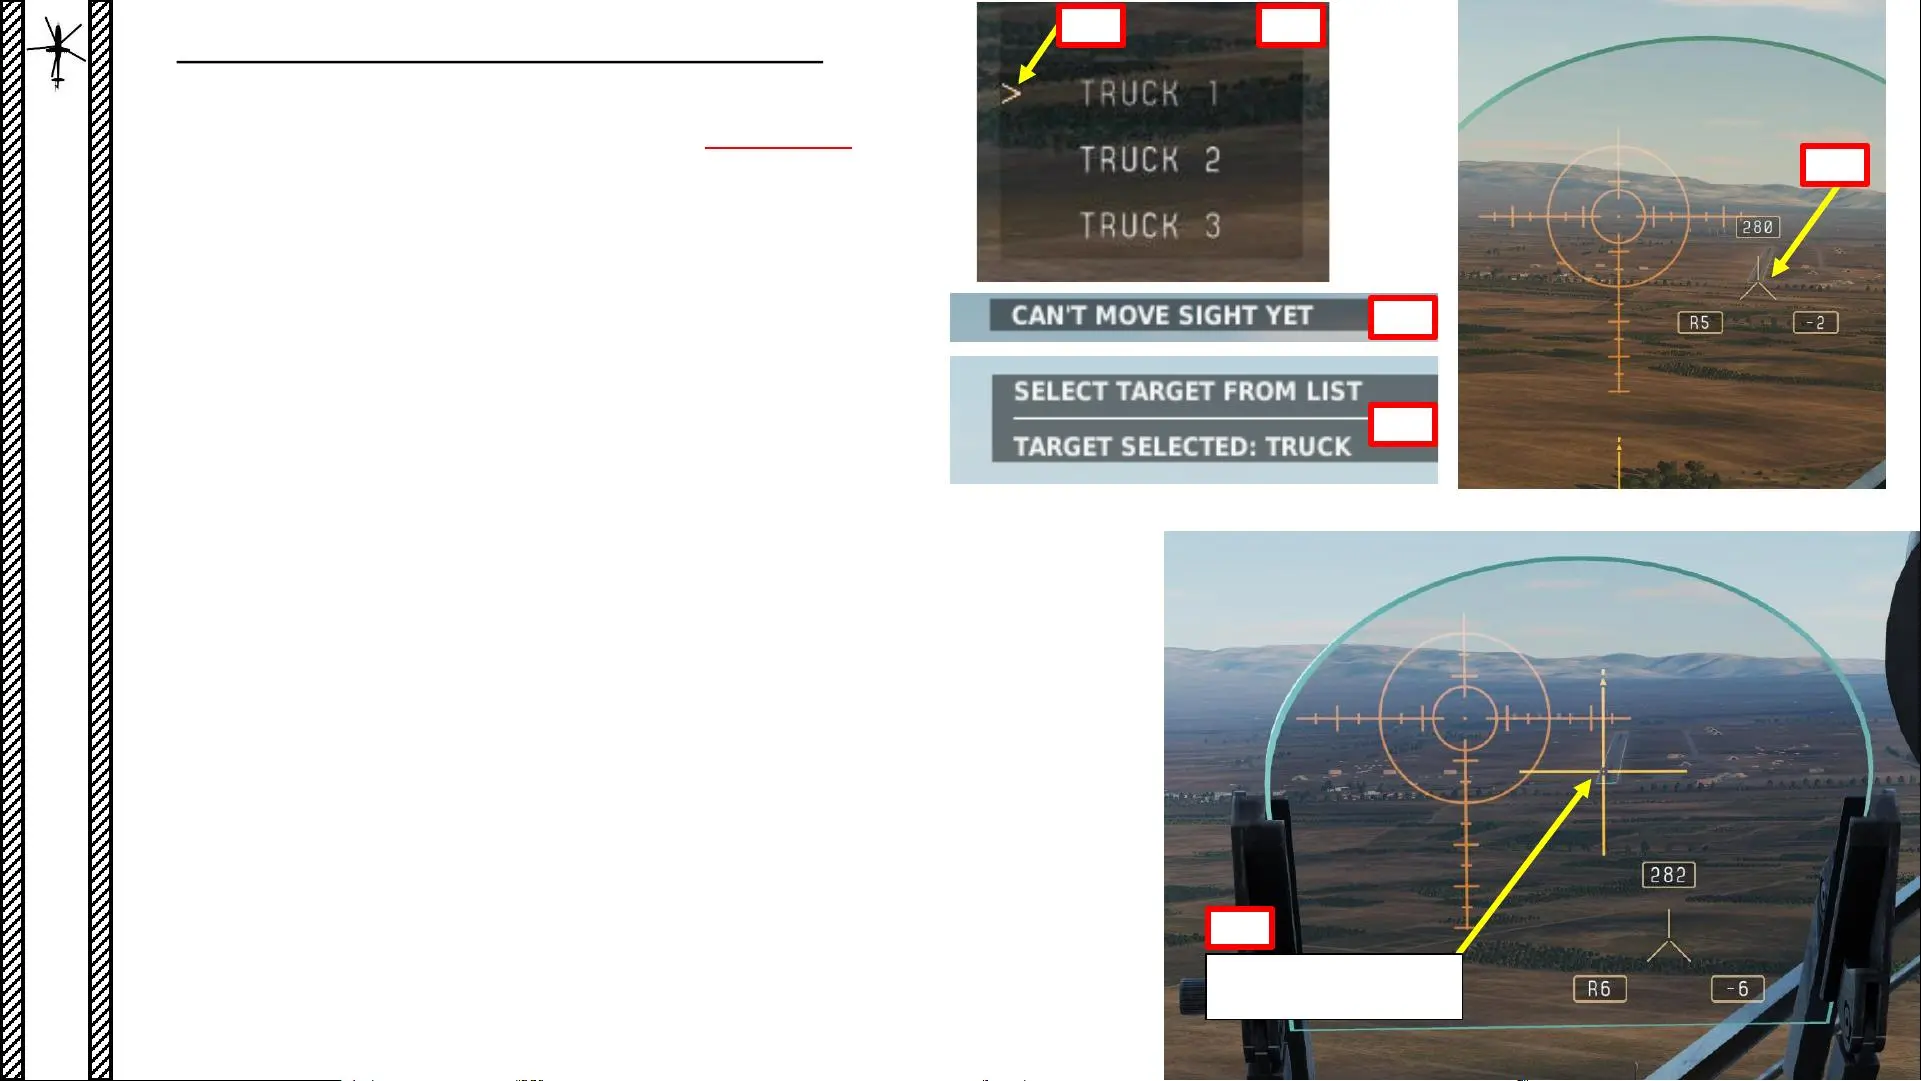 > TRUCK 1
TRUCK 2
TRUCK 3
CAN'T MOVE SIGHT YET
SELECT TARGET FROM LIST
TARGET SELECTED: TRUCK
280
R5 -2
282
R6 -6